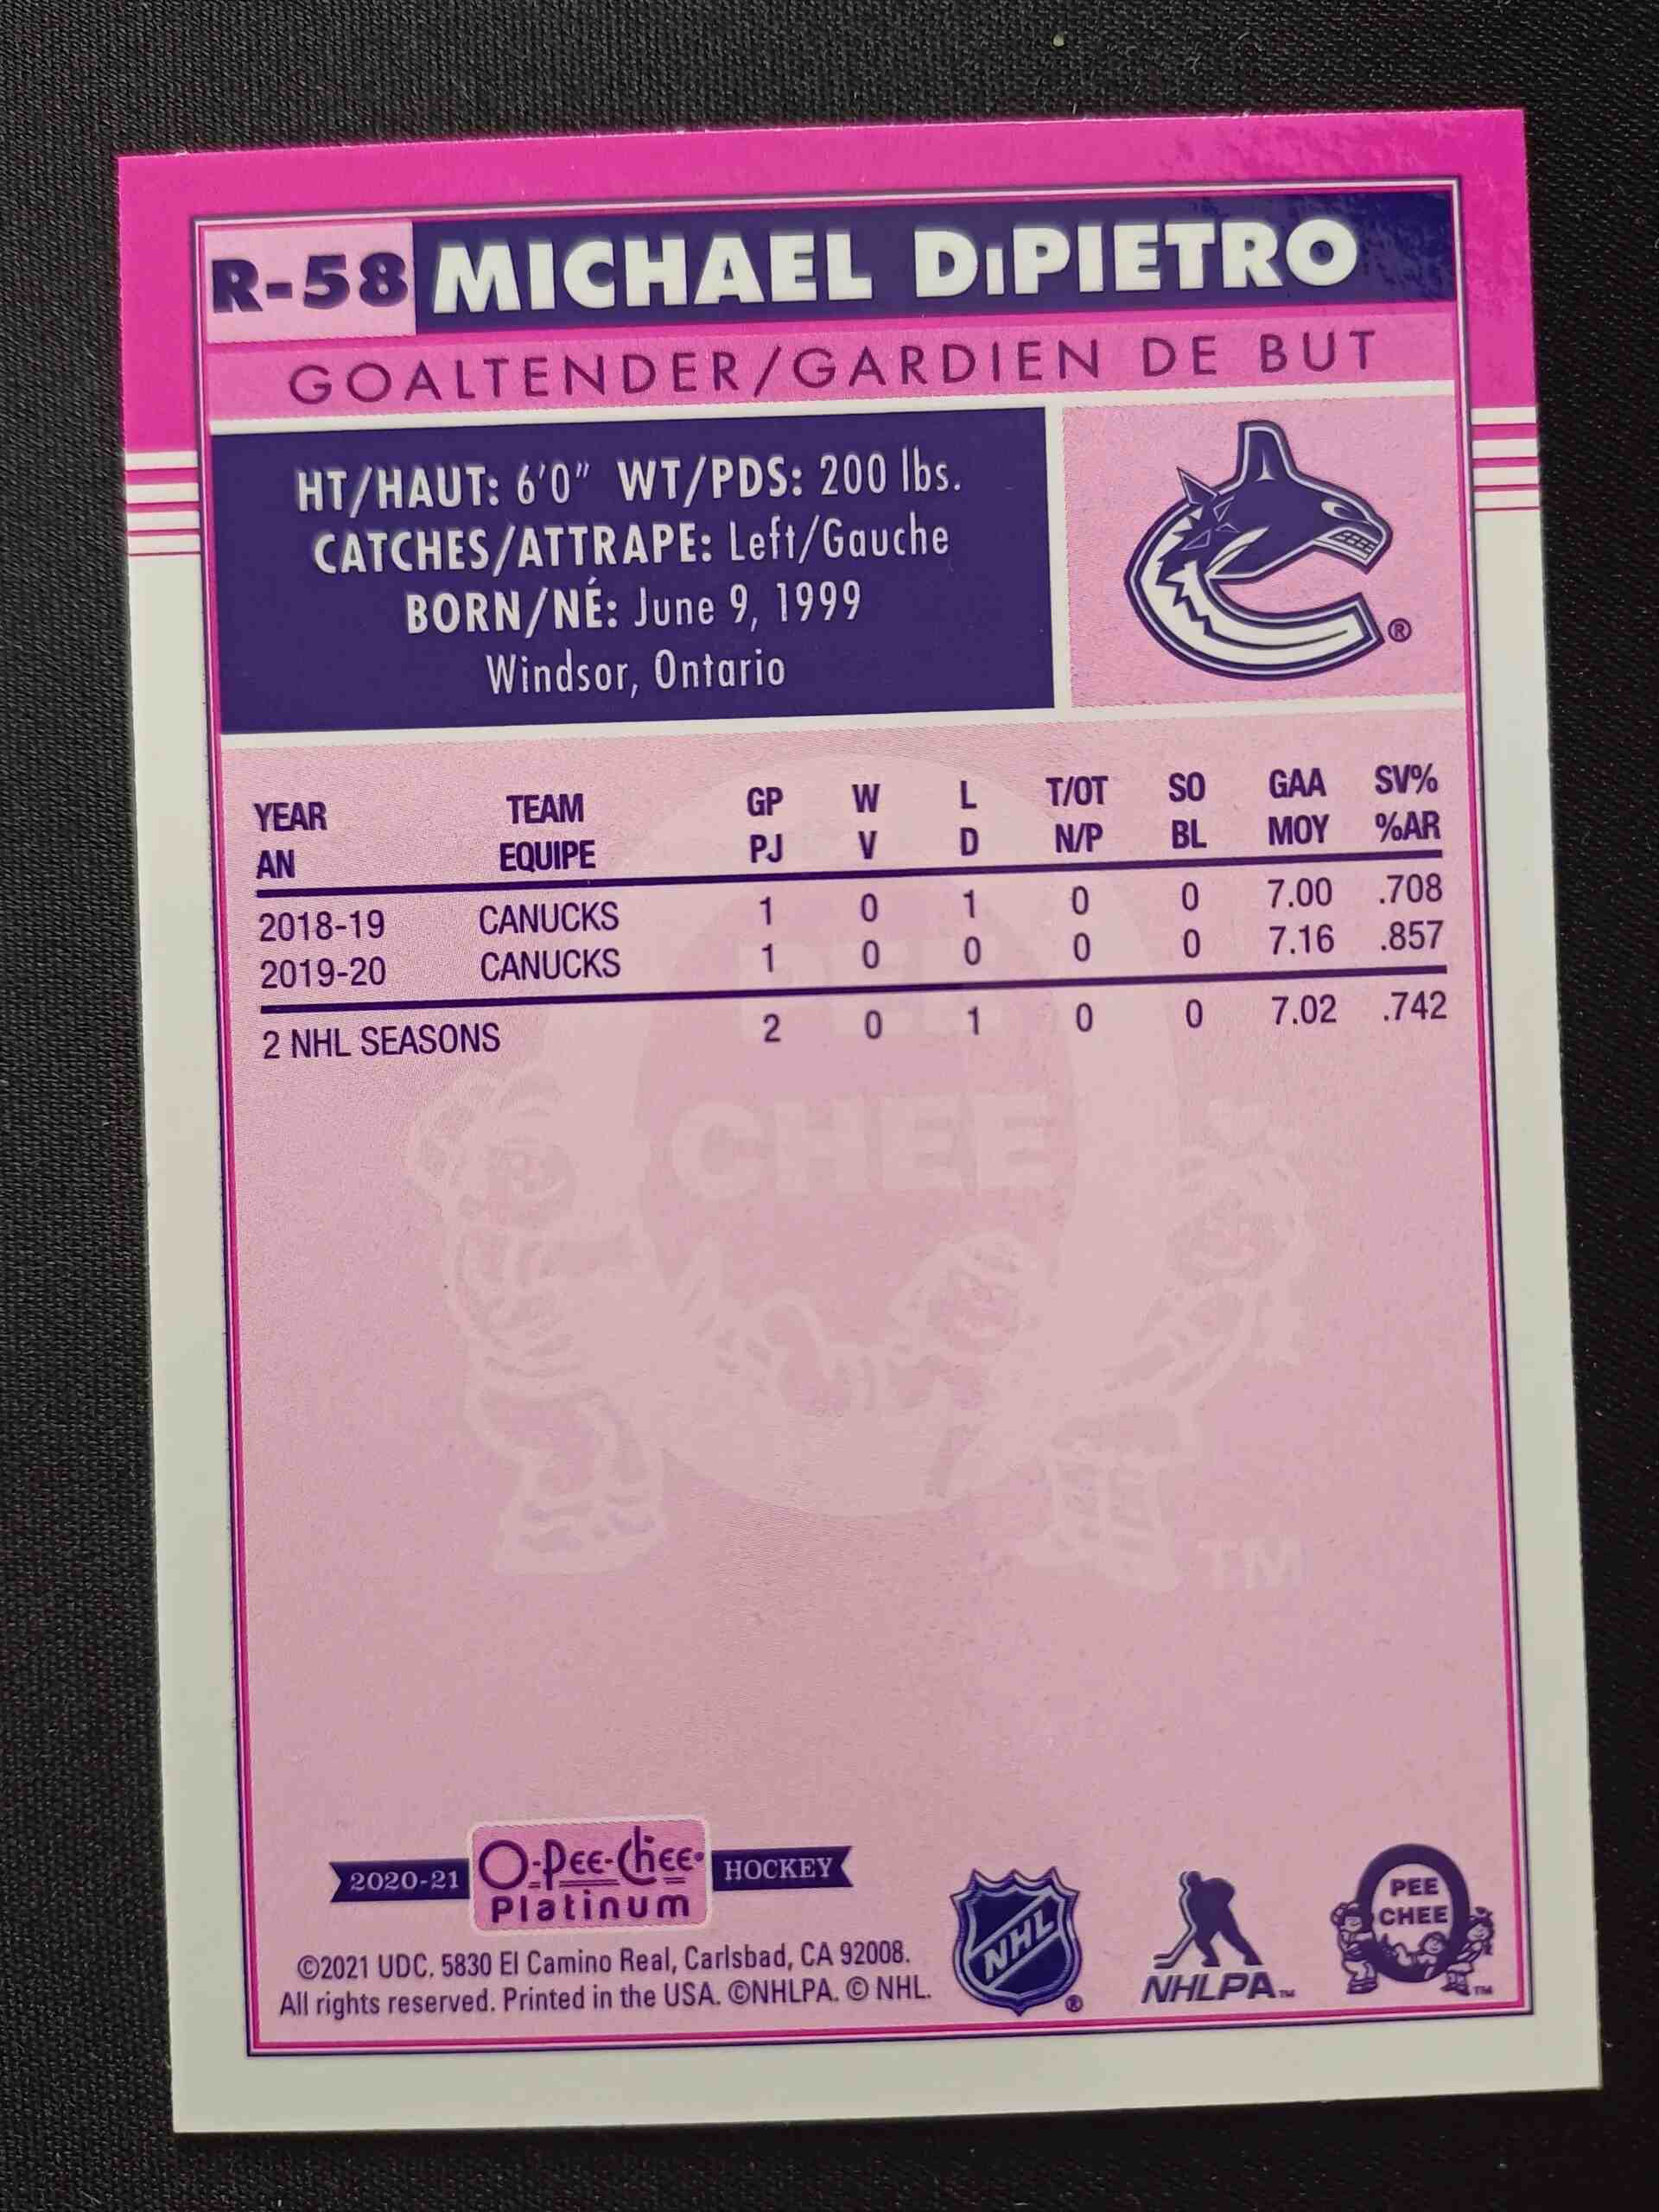 R-58 MICHAEL DiPIETRO
GOALTENDER/GARDIEN DE BUT
HT/HAUT: 6'0" WT/PDS: 200 lbs.
CATCHES/ATTRAPE: Left/Gauche
BORN/NÉ: June 9, 1999
Windsor, Ontario
®
YEAR TEAM GP W L T/OT SO GAA SV%
AN EQUIPE PJ V D N/P BL MOY %AR
2018-19 CANUCKS 1 0 1 0 0 7.00 .708
2019-20 CANUCKS 1 0 0 0 0 7.16 .857
2 NHL SEASONS 2 0 1 0 0 7.02 .742
PEE
CHEE
TM
2020-21 O-Pee-Chee HOCKEY
Platinum
©2021 UDC. 5830 El Camino Real, Carlsbad, CA 92008.
All rights reserved. Printed in the USA. ©NHLPA. © NHL.
NHL ®
NHLPA TM
PEE
CHEE
TM